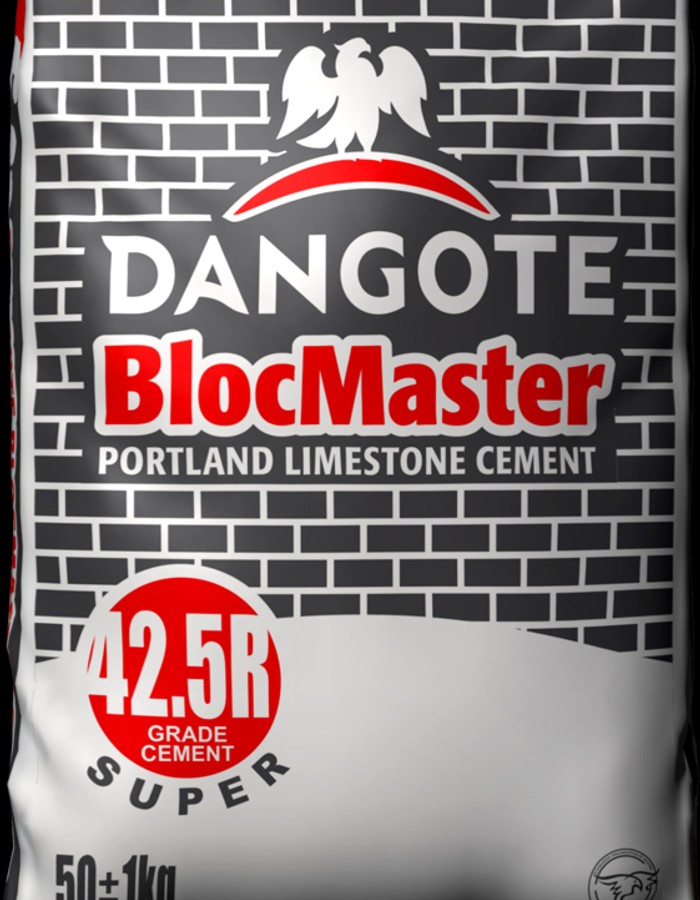 DANGOTE
BlocMaster
PORTLAND LIMESTONE CEMENT
42.5R
GRADE
CEMENT
SUPER
50±1kg